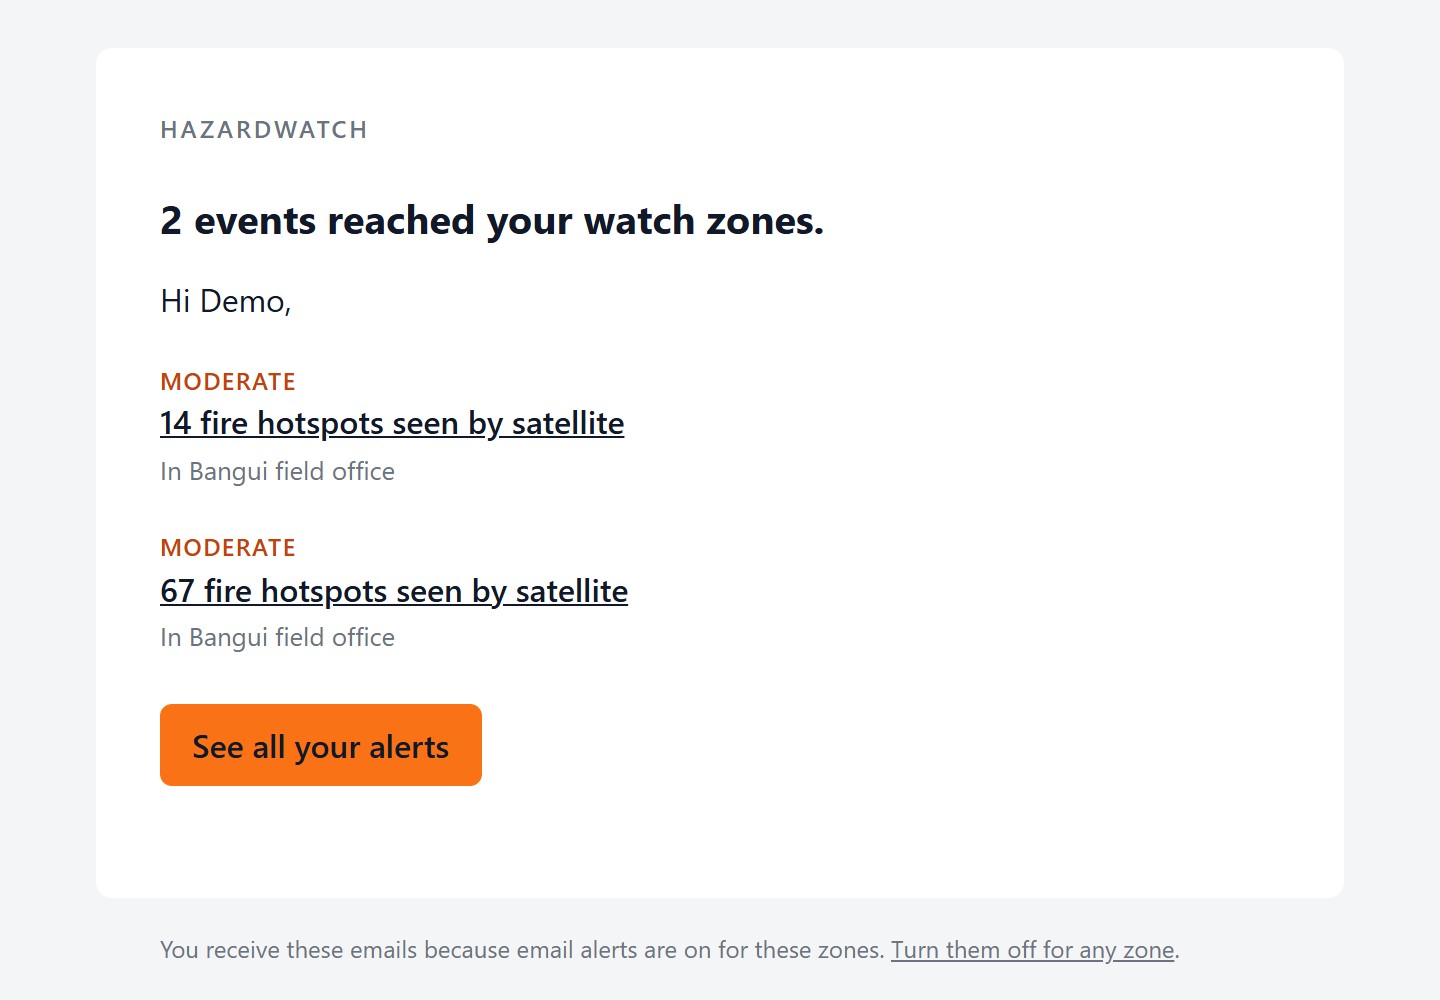 HAZARDWATCH
2 events reached your watch zones.
Hi Demo,
MODERATE
14 fire hotspots seen by satellite
In Bangui field office
MODERATE
67 fire hotspots seen by satellite
In Bangui field office
See all your alerts
You receive these emails because email alerts are on for these zones. Turn them off for any zone.